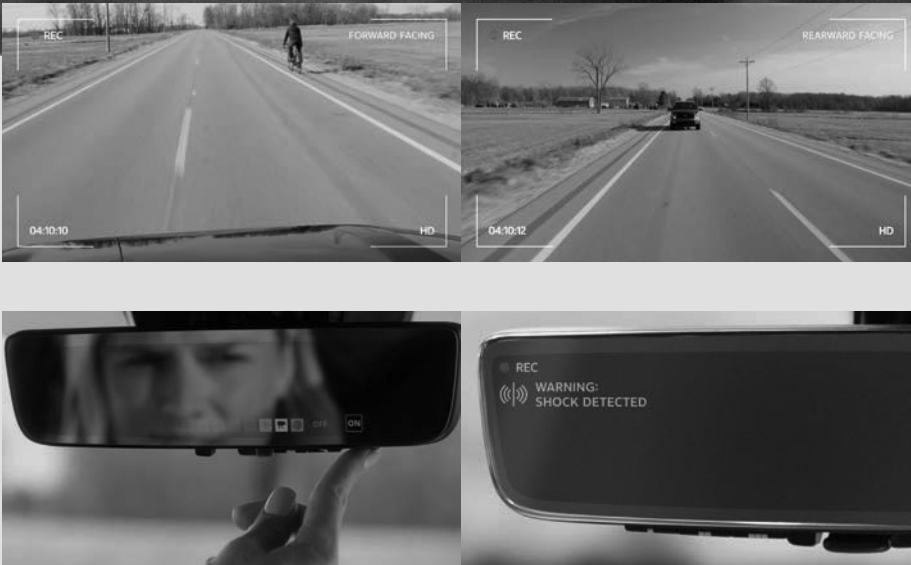 REC
FORWARD FACING
04:10:10
HD
REC
REARWARD FACING
04:10:12
HD
OFF
ON
REC
WARNING:
SHOCK DETECTED